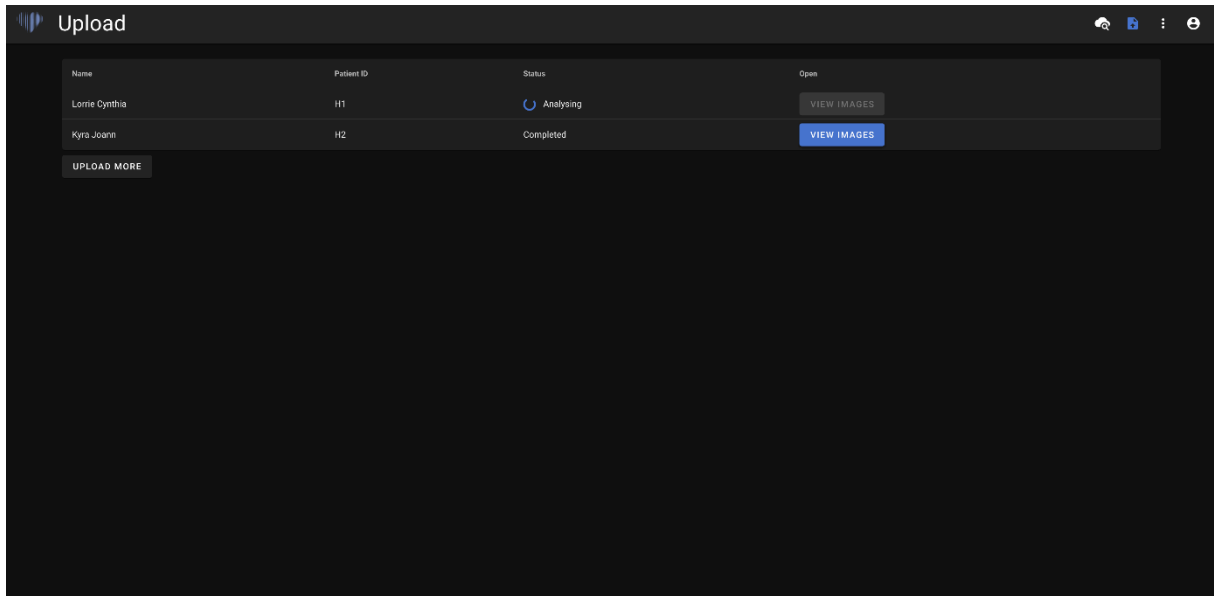 Upload
Name Patient ID Status Open
Lorrie Cynthia H1 Analysing VIEW IMAGES
Kyra Joann H2 Completed VIEW IMAGES
UPLOAD MORE